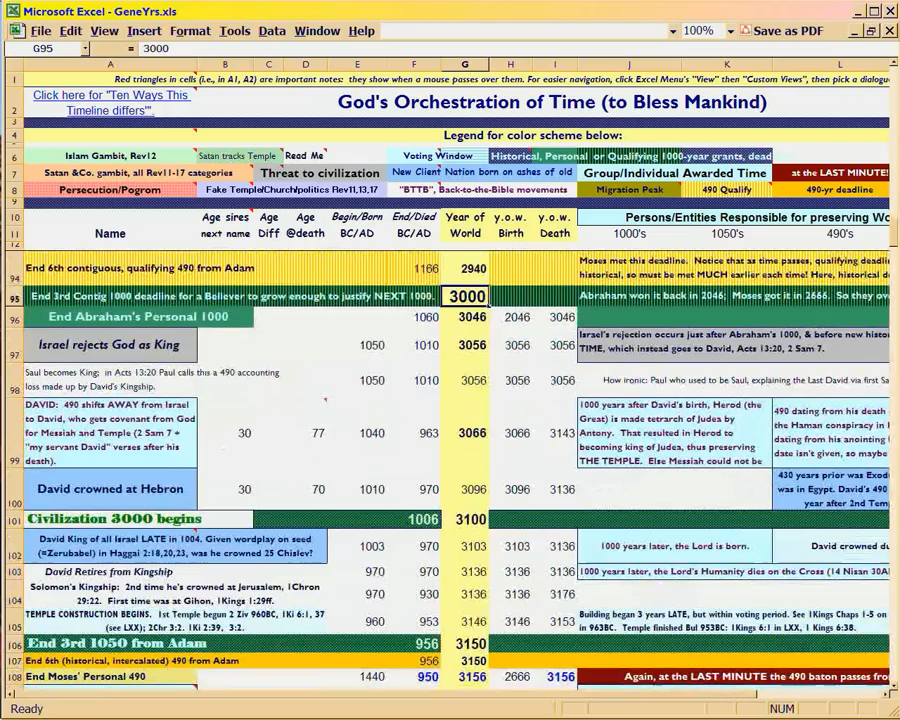 Microsoft Excel - GeneYrs.xls
File Edit View Insert Format Tools Data Window Help 100% Save as PDF
G95 = 3000
A B C D E F G H I J K L
1 Red triangles in cells (i.e., in A1, A2) are important notes: they show when a mouse passes over them. For easier navigation, click Excel Menu's "View" then "Custom Views", then pick a dialogue
Click here for "Ten Ways This
Timeline differs'".
2 God's Orchestration of Time (to Bless Mankind)
3
4 Legend for color scheme below:
6 Islam Gambit, Rev12 Satan tracks Temple Read Me Voting Window Historical, Personal or Qualifying 1000-year grants, dead
7 Satan &Co. gambit, all Rev11-17 categories Threat to civilization New Client Nation born on ashes of old Group/Individual Awarded Time at the LAST MINUTE!
8 Persecution/Pogrom Fake Temple/Church/politics Rev11,13,17 "BTTB", Back-to-the-Bible movements Migration Peak 490 Qualify 490-yr deadline
9
10 Age sires Age Age Begin/Born End/Died Year of y.o.w. y.o.w. Persons/Entities Responsible for preserving Wo
11 Name next name Diff @death BC/AD BC/AD World Birth Death 1000's 1050's 490's
12
94 End 6th contiguous, qualifying 490 from Adam 1166 2940 Moses met this deadline. Notice that as time passes, qualifying deadlin
historical, so must be met MUCH earlier each time! Here, historical d
95 End 3rd Contig 1000 deadline for a Believer to grow enough to justify NEXT 1000. 3000 Abraham won it back in 2046; Moses got it in 2666. So they ov
96 End Abraham's Personal 1000 1060 3046 2046 3046
97 Israel rejects God as King 1050 1010 3056 3056 3056 Israel's rejection occurs just after Abraham's 1000, & before new histor
TIME, which instead goes to David, Acts 13:20, 2 Sam 7.
98 Saul becomes King; in Acts 13:20 Paul calls this a 490 accounting
loss made up by David's Kingship. 1050 1010 3056 3056 3056 How ironic: Paul who used to be Saul, explaining the Last David via first Sa
DAVID: 490 shifts AWAY from Israel
to David, who gets covenant from God
for Messiah and Temple (2 Sam 7 +
"my servant David" verses after his
death).
99 30 77 1040 963 3066 3066 3143
1000 years after David's birth, Herod (the
Great) is made tetrarch of Judea by
Antony. That resulted in Herod to
becoming king of Judea, thus preserving
THE TEMPLE. Else Messiah could not be
490 dating from his death
the Haman conspiracy in
dating from his anointing
date isn't given, so maybe
100 David crowned at Hebron 30 70 1010 970 3096 3096 3136
430 years prior was Exod
was in Egypt. David's 490
year after 2nd Tem
101 Civilization 3000 begins 1006 3100
102 David King of all Israel LATE in 1004. Given wordplay on seed
(=Zerubabel) in Haggai 2:18,20,23, was he crowned 25 Chislev? 1003 970 3103 3103 3136 1000 years later, the Lord is born. David crowned du
103 David Retires from Kingship 970 970 3136 3136 3136 1000 years later, the Lord's Humanity dies on the Cross (14 Nisan 30A
104 Solomon's Kingship: 2nd time he's crowned at Jerusalem, 1Chron
29:22. First time was at Gihon, 1Kings 1:29ff. 970 930 3136 3136 3176
105 TEMPLE CONSTRUCTION BEGINS. 1st Temple begun 2 Ziv 960BC, 1Ki 6:1, 37
(see LXX); 2Chr 3:2. 1Ki 2:39, 3:2. 960 953 3146 3146 3153 Building began 3 years LATE, but within voting period. See 1Kings Chaps 1-5 on
in 963BC. Temple finished Bul 953BC: 1Kings 6:1 in LXX, 1 Kings 6:38.
106 End 3rd 1050 from Adam 956 3150
107 End 6th (historical, intercalated) 490 from Adam 956 3150
108 End Moses' Personal 490 1440 950 3156 2666 3156 Again, at the LAST MINUTE the 490 baton passes fro
Ready NUM